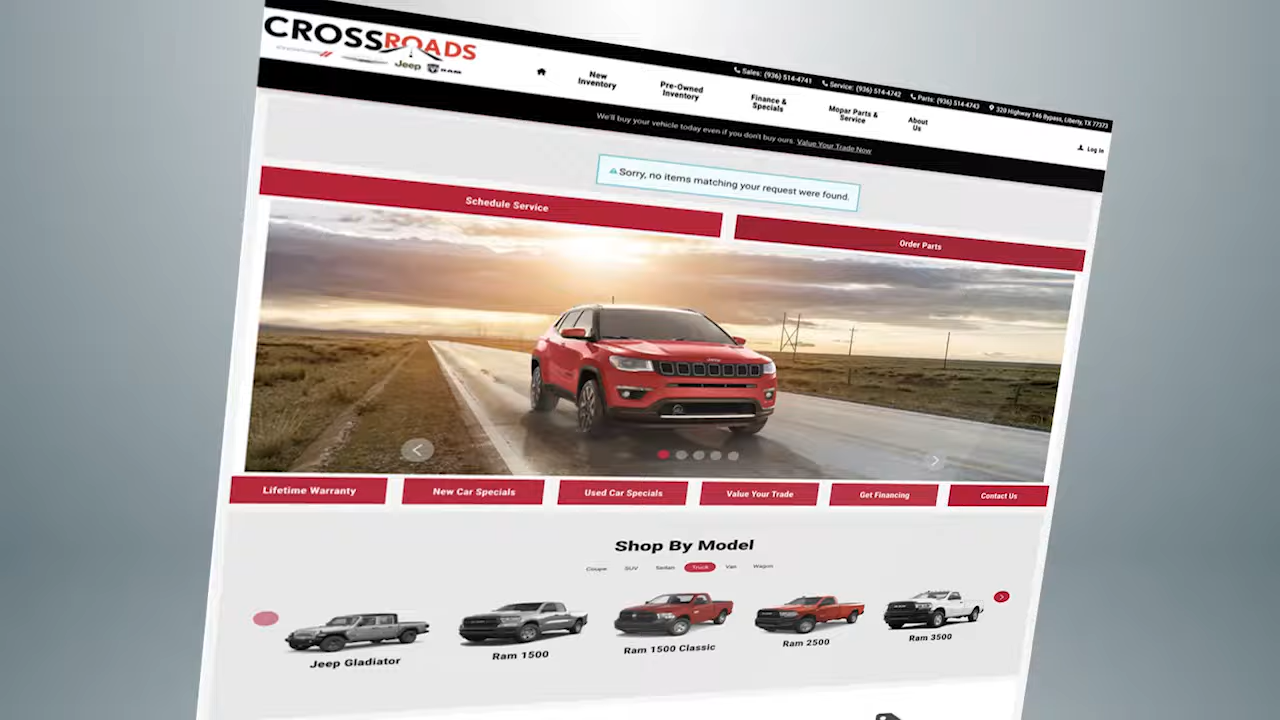 CROSSROADS
Jeep RAM
Sales: (936) 514-4741 Service: (936) 514-4742 Parts: (936) 514-4743 320 Highway 146 Bypass, Liberty, TX 77373
New
Inventory
Pre-Owned
Inventory
Finance &
Specials
Mopar Parts &
Service
About
Us
Log In
We'll buy your vehicle today even if you don't buy ours. Value Your Trade Now
Sorry, no items matching your request were found.
Schedule Service
Order Parts
Lifetime Warranty
New Car Specials
Used Car Specials
Value Your Trade
Get Financing
Contact Us
Shop By Model
Coupe SUV Sedan Truck Van Wagon
Jeep Gladiator
Ram 1500
Ram 1500 Classic
Ram 2500
Ram 3500